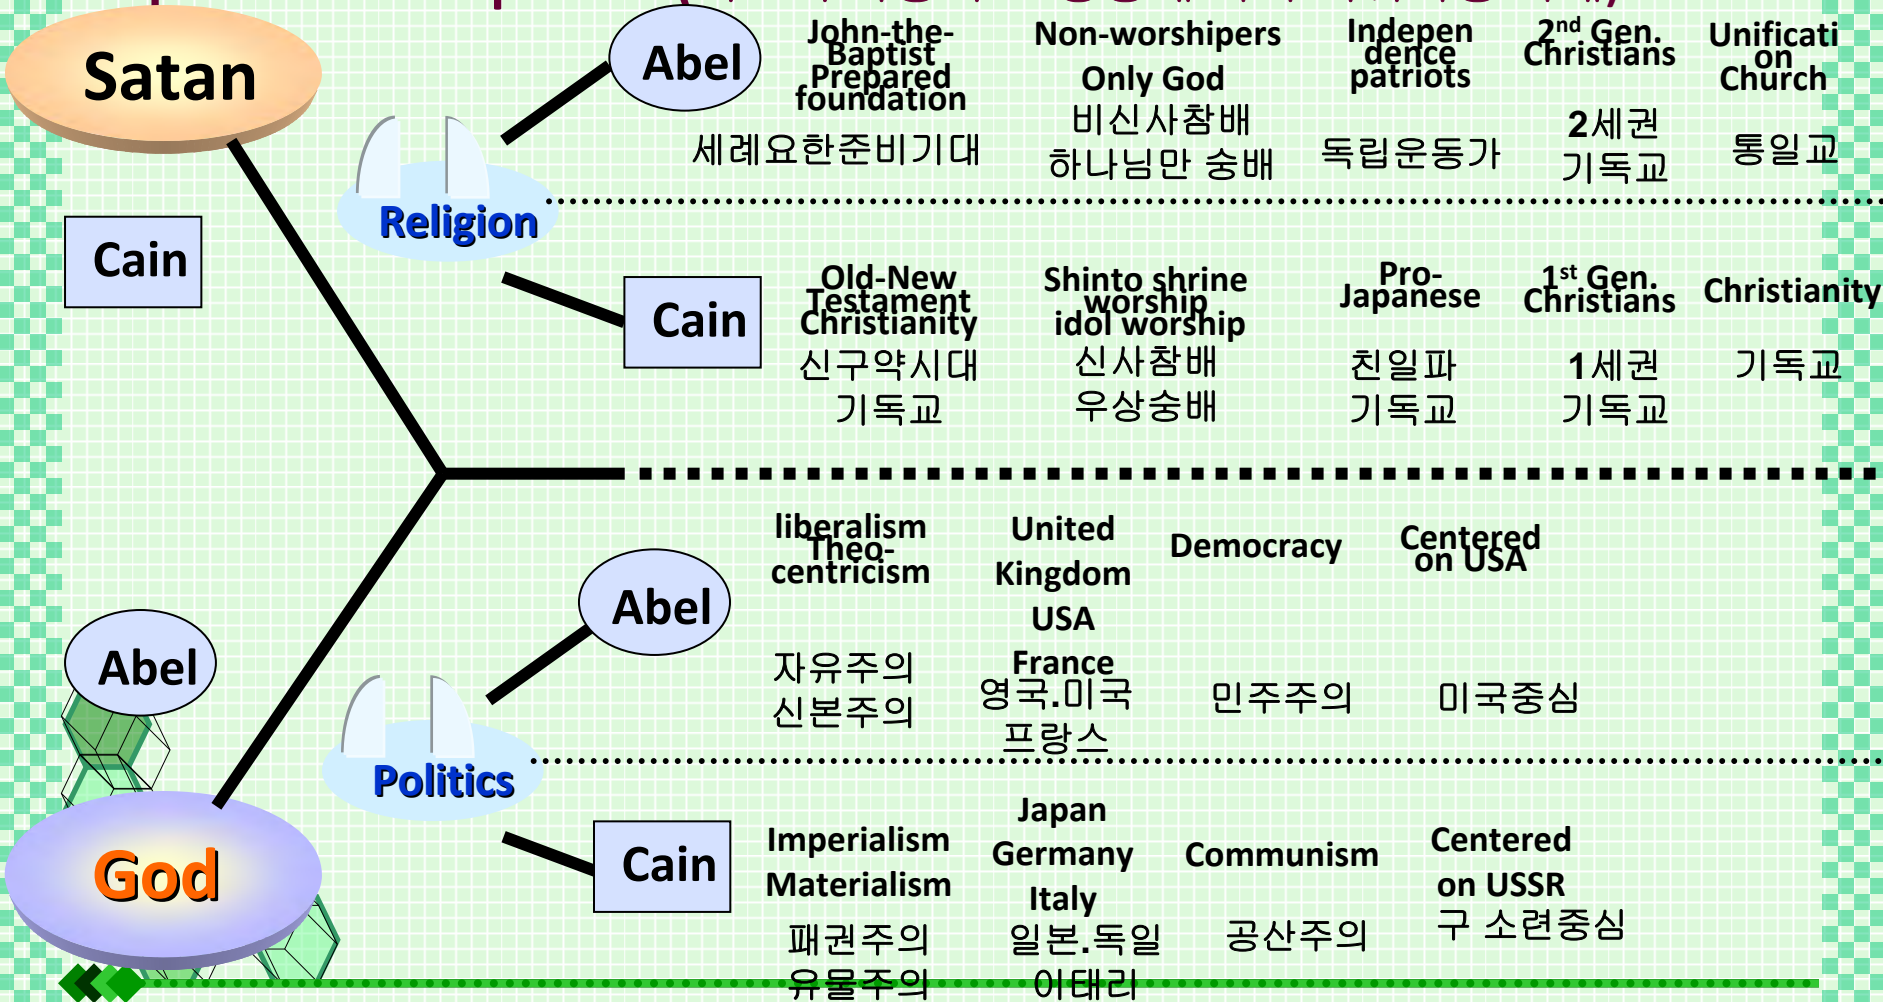 Satan
Abel
John-the-
Baptist
Prepared
foundation
세례요한준비기대
Non-worshipers
Only God
비신사참배
하나님만 숭배
Indepen
dence
patriots
독립운동가
2nd Gen.
Christians
2세권
기독교
Unificati
on
Church
통일교
Religion
Cain
Cain
Old-New
Testament
Christianity
신구약시대
기독교
Shinto shrine
worship
idol worship
신사참배
우상숭배
Pro-
Japanese
친일파
기독교
1st Gen.
Christians
1세권
기독교
Christianity
기독교
Abel
liberalism
Theo-
centricism
자유주의
신본주의
United
Kingdom
USA
France
영국.미국
프랑스
Democracy
민주주의
Centered
on USA
미국중심
Abel
Politics
God
Cain
Imperialism
Materialism
패권주의
유물주의
Japan
Germany
Italy
일본.독일
이태리
Communism
공산주의
Centered
on USSR
구 소련중심